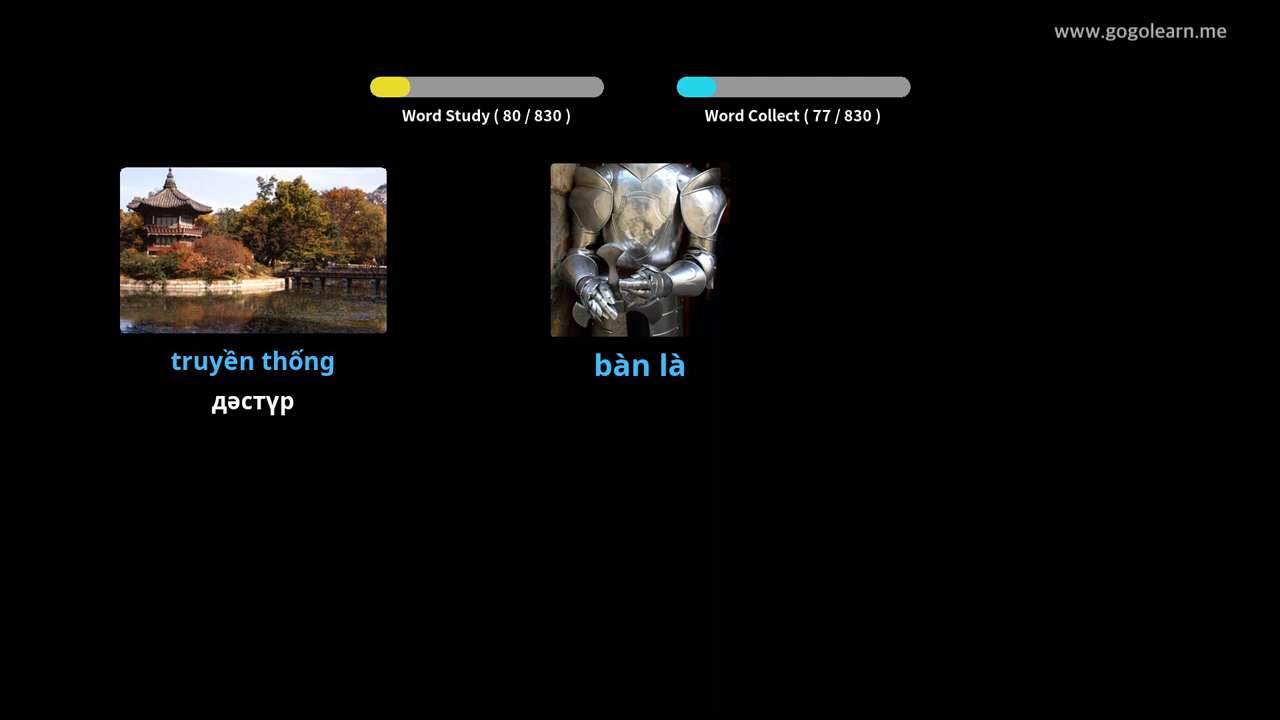 www.gogolearn.me
Word Study ( 80 / 830 )
Word Collect ( 77 / 830 )
truyền thống
дәстүр
bàn là